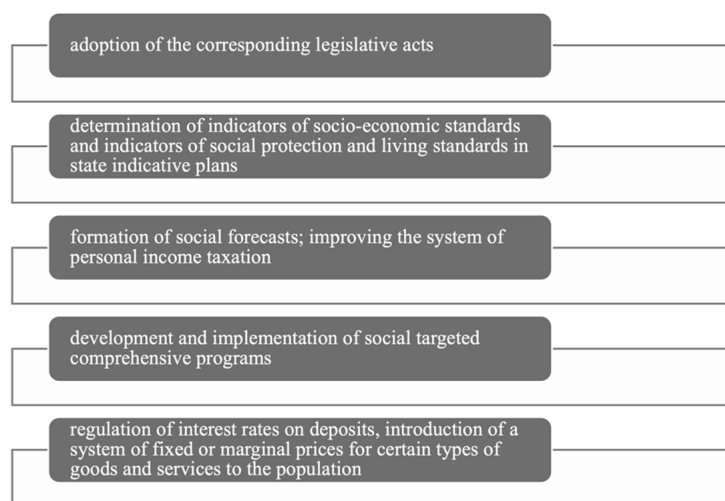 adoption of the corresponding legislative acts
determination of indicators of socio-economic standards
and indicators of social protection and living standards in
state indicative plans
formation of social forecasts; improving the system of
personal income taxation
development and implementation of social targeted
comprehensive programs
regulation of interest rates on deposits, introduction of a
system of fixed or marginal prices for certain types of
goods and services to the population